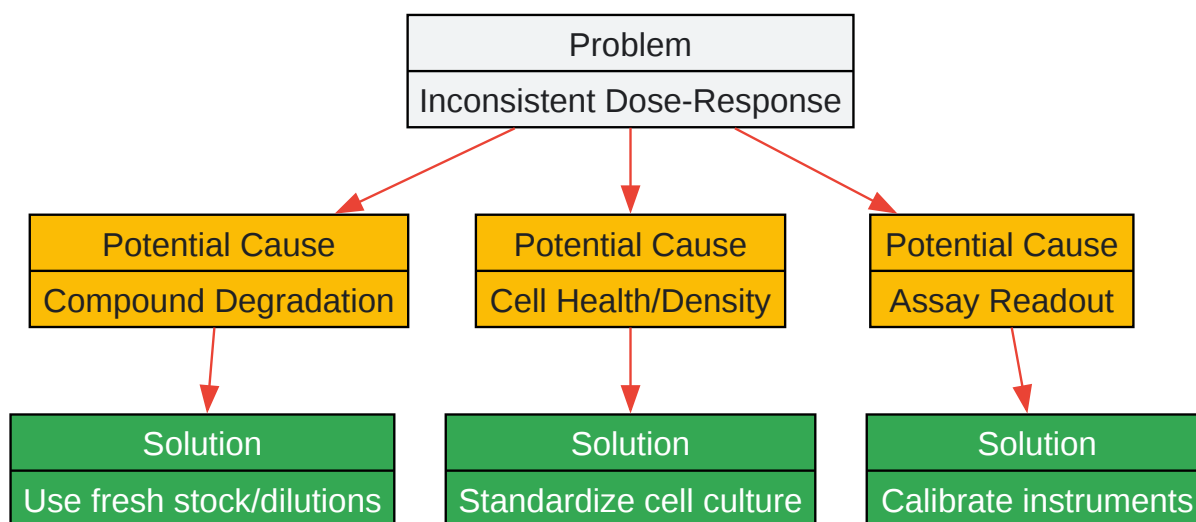 Problem
Inconsistent Dose-Response
Potential Cause
Compound Degradation
Potential Cause
Cell Health/Density
Potential Cause
Assay Readout
Solution
Use fresh stock/dilutions
Solution
Standardize cell culture
Solution
Calibrate instruments